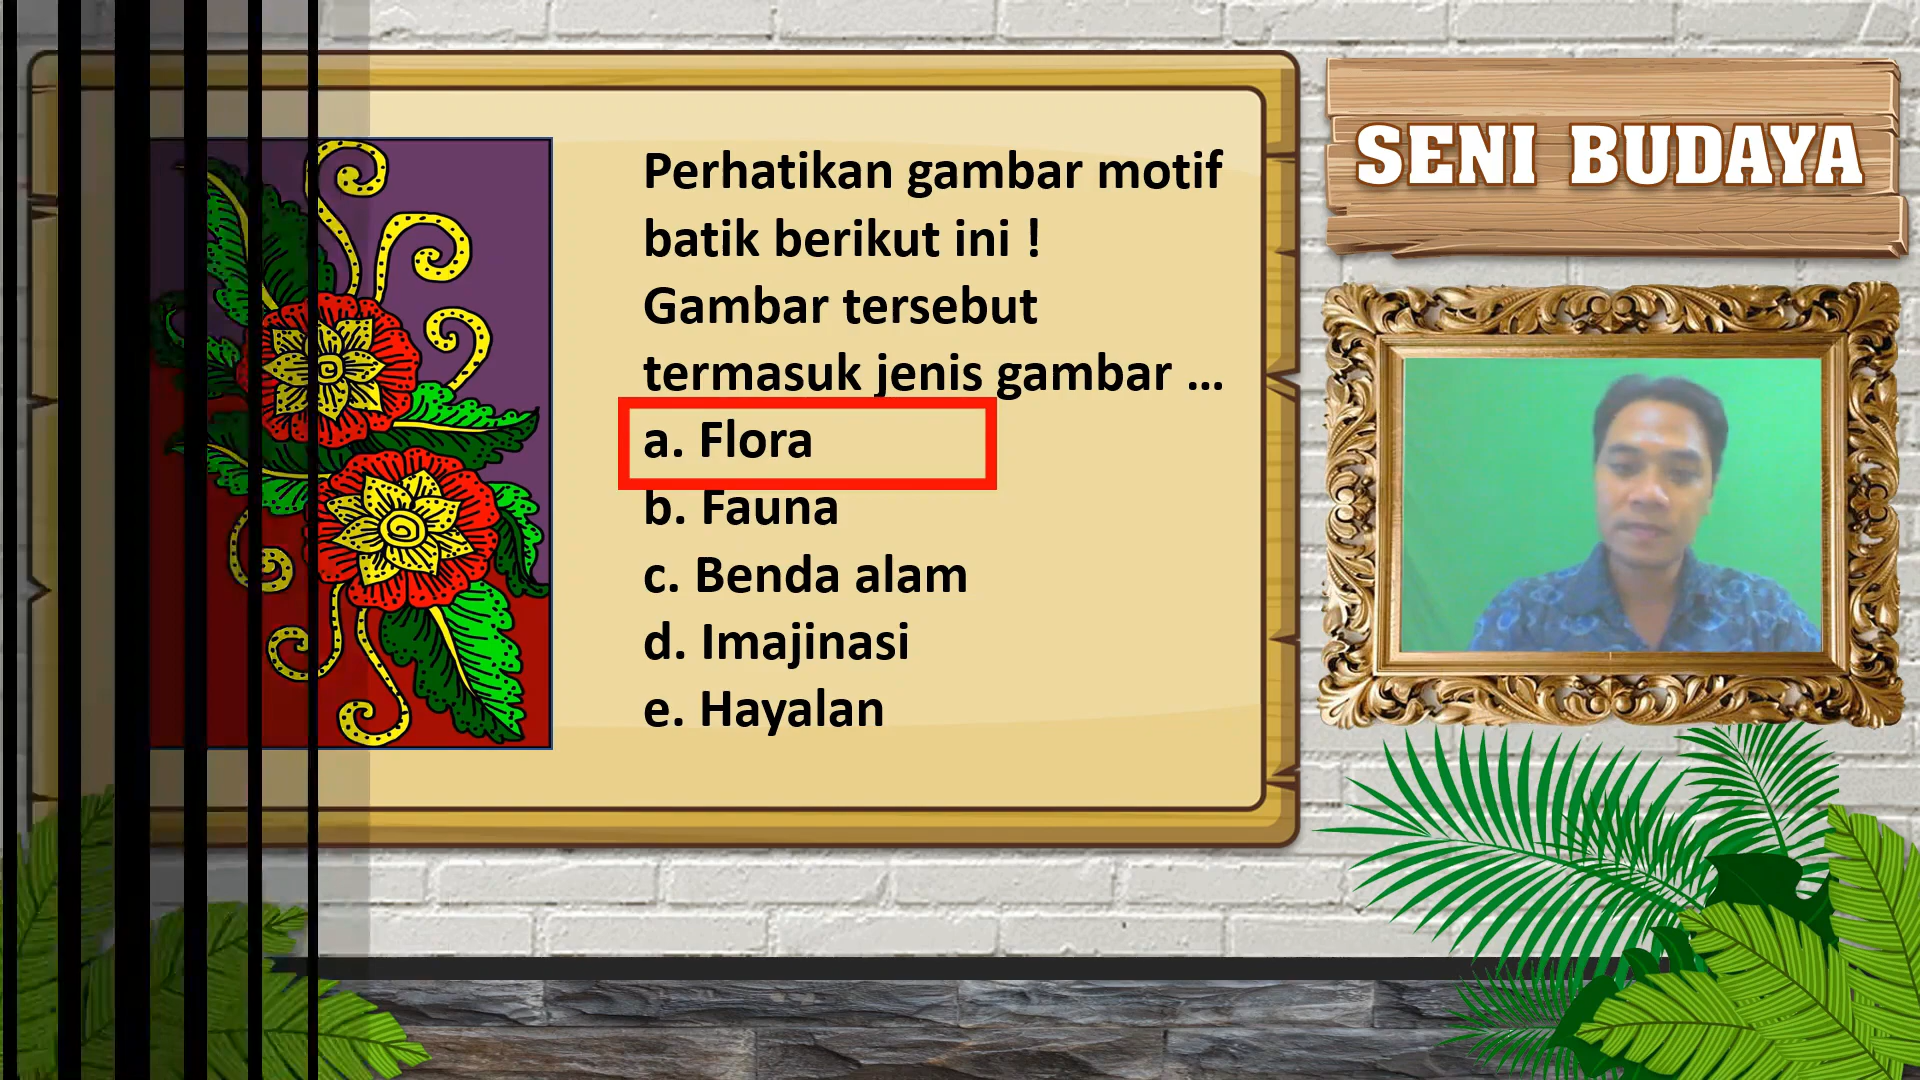 SENI BUDAYA
Perhatikan gambar motif
batik berikut ini !
Gambar tersebut
termasuk jenis gambar ...
a. Flora
b. Fauna
c. Benda alam
d. Imajinasi
e. Hayalan